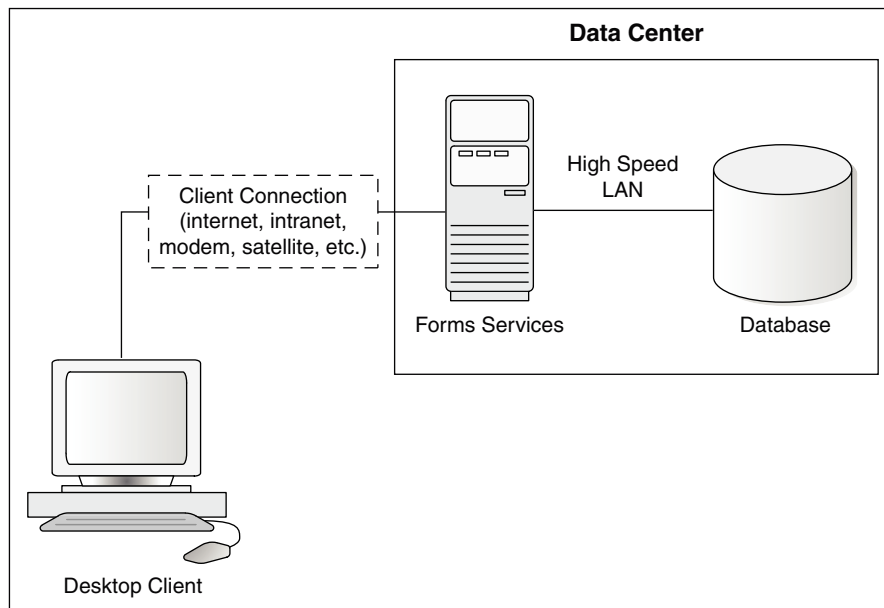 Data Center
High Speed
LAN
Client Connection
(internet, intranet,
modem, satellite, etc.)
Forms Services
Database
Desktop Client